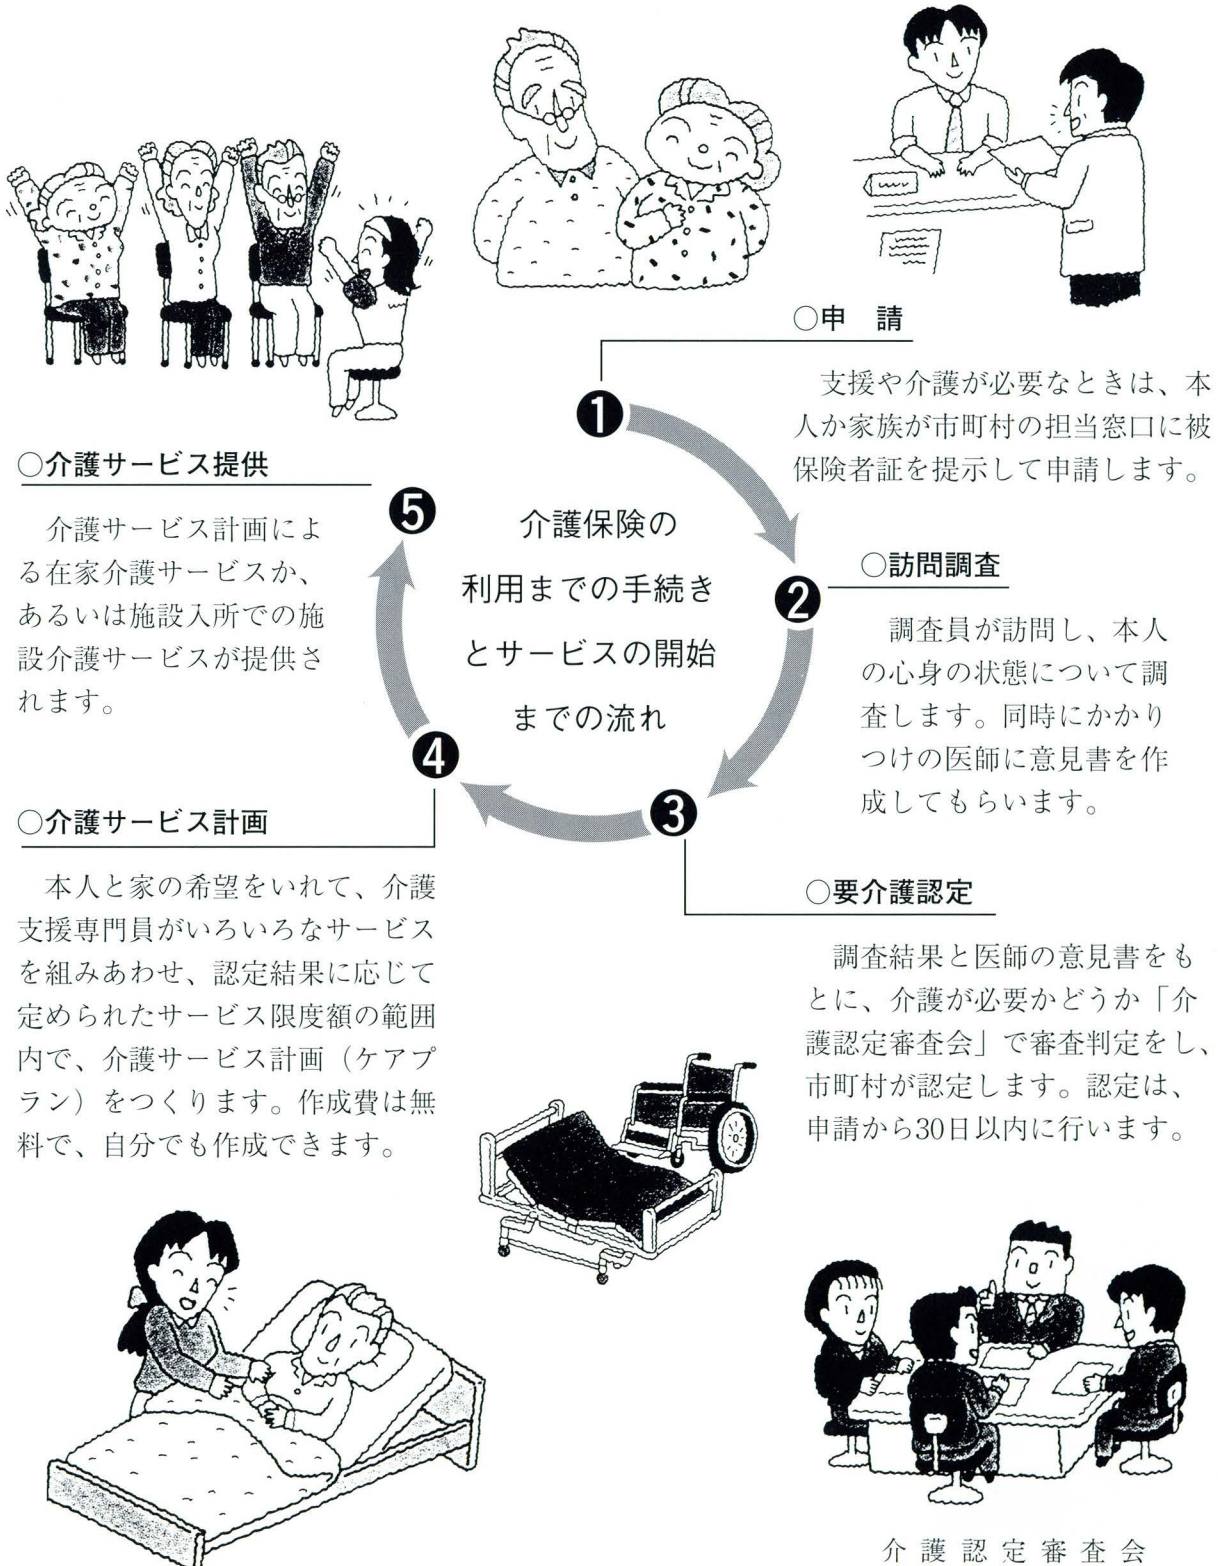 ○申　請
支援や介護が必要なときは、本
人か家族が市町村の担当窓口に被
保険者証を提示して申請します。
❶
介護保険の
利用までの手続き
とサービスの開始
までの流れ
❷
○訪問調査
調査員が訪問し、本人
の心身の状態について調
査します。同時にかかり
つけの医師に意見書を作
成してもらいます。
❸
○要介護認定
調査結果と医師の意見書をも
とに、介護が必要かどうか「介
護認定審査会」で審査判定をし、
市町村が認定します。認定は、
申請から30日以内に行います。
❹
○介護サービス計画
本人と家の希望をいれて、介護
支援専門員がいろいろなサービス
を組みあわせ、認定結果に応じて
定められたサービス限度額の範囲
内で、介護サービス計画（ケアプ
ラン）をつくります。作成費は無
料で、自分でも作成できます。
❺
○介護サービス提供
介護サービス計画によ
る在家介護サービスか、
あるいは施設入所での施
設介護サービスが提供さ
れます。
介護認定審査会